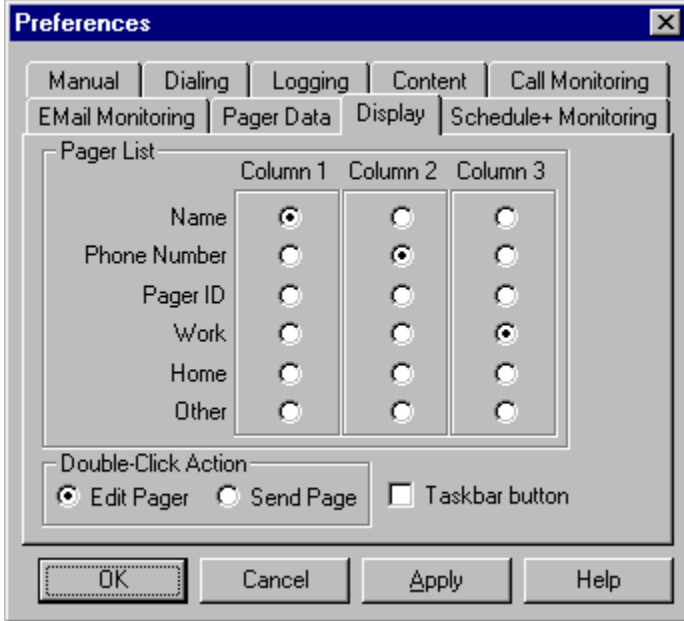 Preferences
Manual Dialing Logging Content Call Monitoring
EMail Monitoring Pager Data Display Schedule+ Monitoring
Pager List
Column 1 Column 2 Column 3
Name
Phone Number
Pager ID
Work
Home
Other
Double-Click Action
Edit Pager Send Page Taskbar button
OK Cancel Apply Help